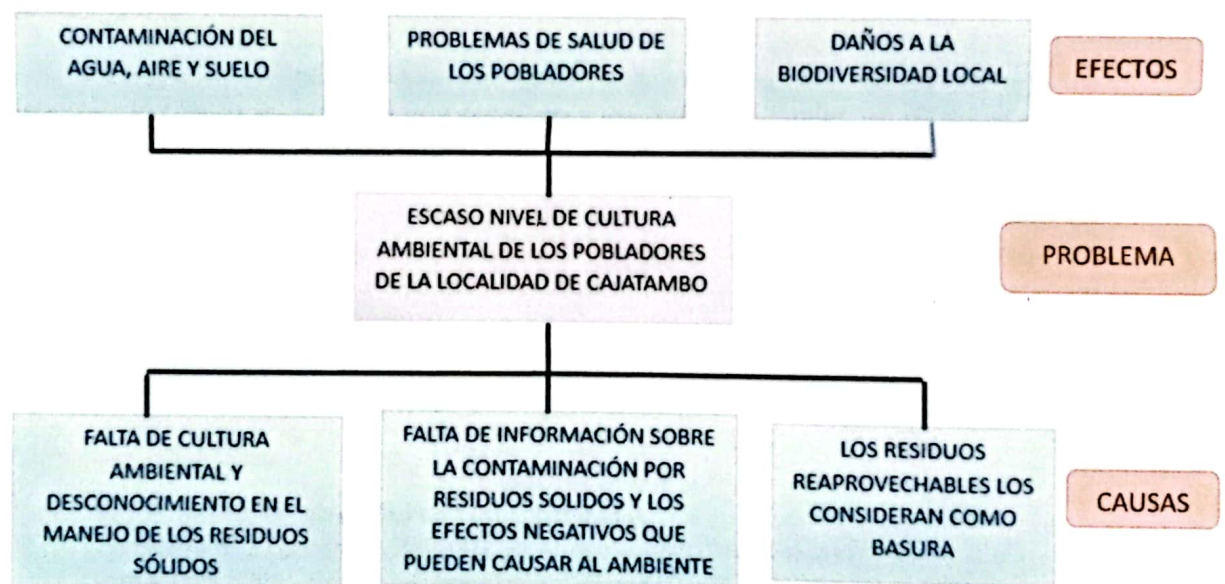 CONTAMINACIÓN DEL
AGUA, AIRE Y SUELO
PROBLEMAS DE SALUD DE
LOS POBLADORES
DAÑOS A LA
BIODIVERSIDAD LOCAL
EFECTOS
ESCASO NIVEL DE CULTURA
AMBIENTAL DE LOS POBLADORES
DE LA LOCALIDAD DE CAJATAMBO
PROBLEMA
FALTA DE CULTURA
AMBIENTAL Y
DESCONOCIMIENTO EN EL
MANEJO DE LOS RESIDUOS
SÓLIDOS
FALTA DE INFORMACIÓN SOBRE
LA CONTAMINACIÓN POR
RESIDUOS SOLIDOS Y LOS
EFECTOS NEGATIVOS QUE
PUEDEN CAUSAR AL AMBIENTE
LOS RESIDUOS
REAPROVECHABLES LOS
CONSIDERAN COMO
BASURA
CAUSAS